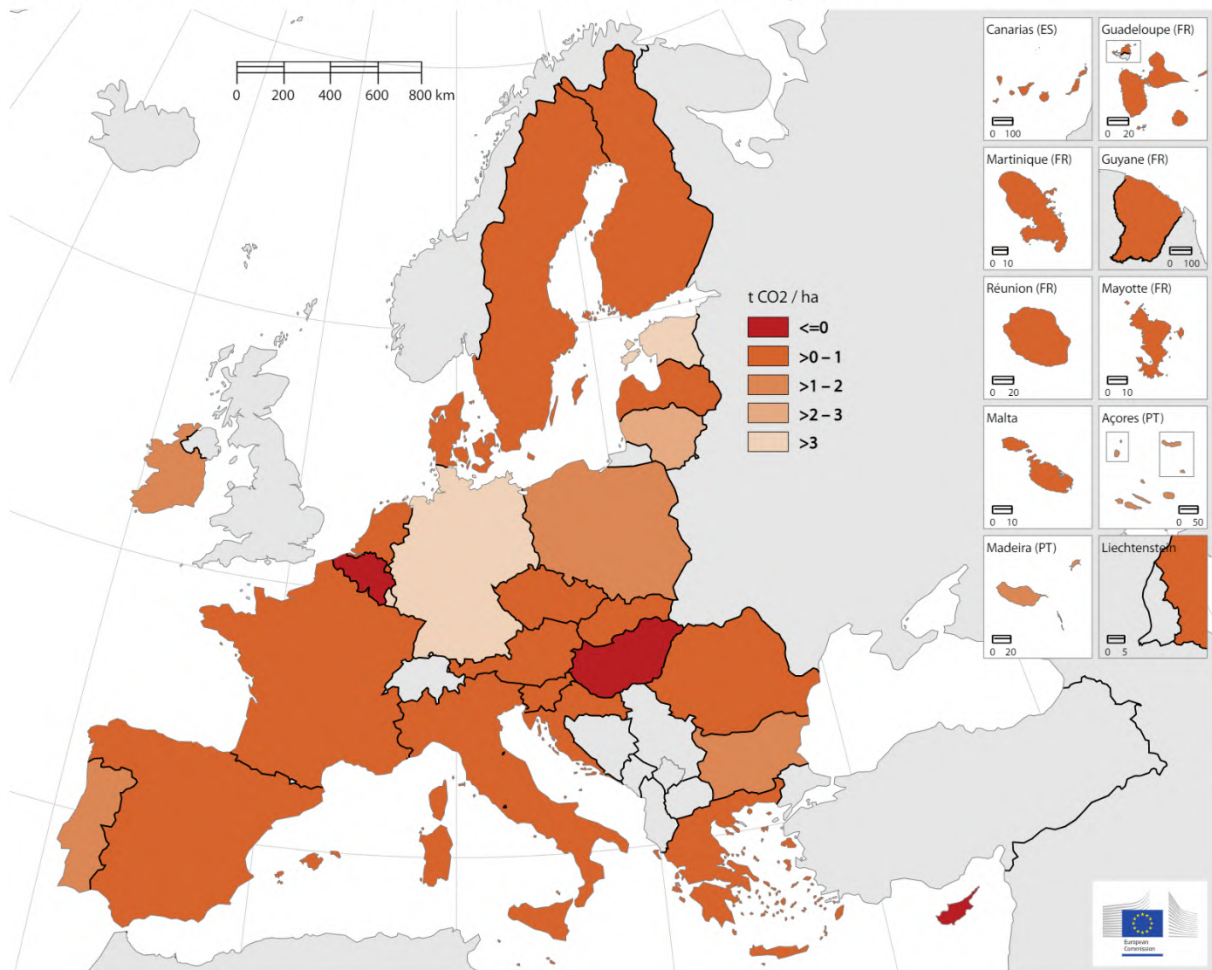 0 200 400 600 800 km
t CO2 / ha
<=0
>0 – 1
>1 – 2
>2 – 3
>3
Canarias (ES)
0 100
Guadeloupe (FR)
0 20
Martinique (FR)
0 10
Guyane (FR)
0 100
Réunion (FR)
0 20
Mayotte (FR)
0 10
Malta
0 10
Açores (PT)
0 50
Madeira (PT)
0 20
Liechtenstein
0 5
European
Commission